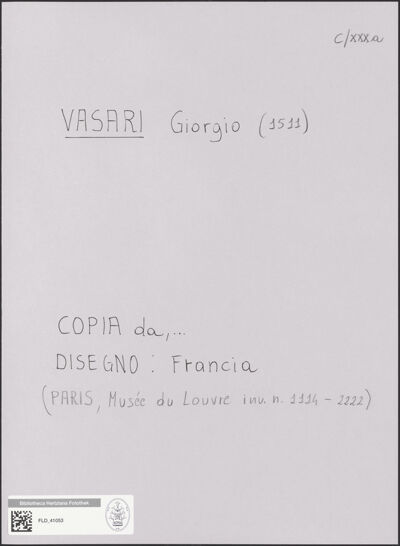 C/XXXa
VASARI Giorgio (1511)
COPIA da,...
DISEGNO : Francia
(PARIS, Musée du Louvre inv. n. 1114 - 2222)
Bibliotheca Hertziana Fotothek
FLD_41053